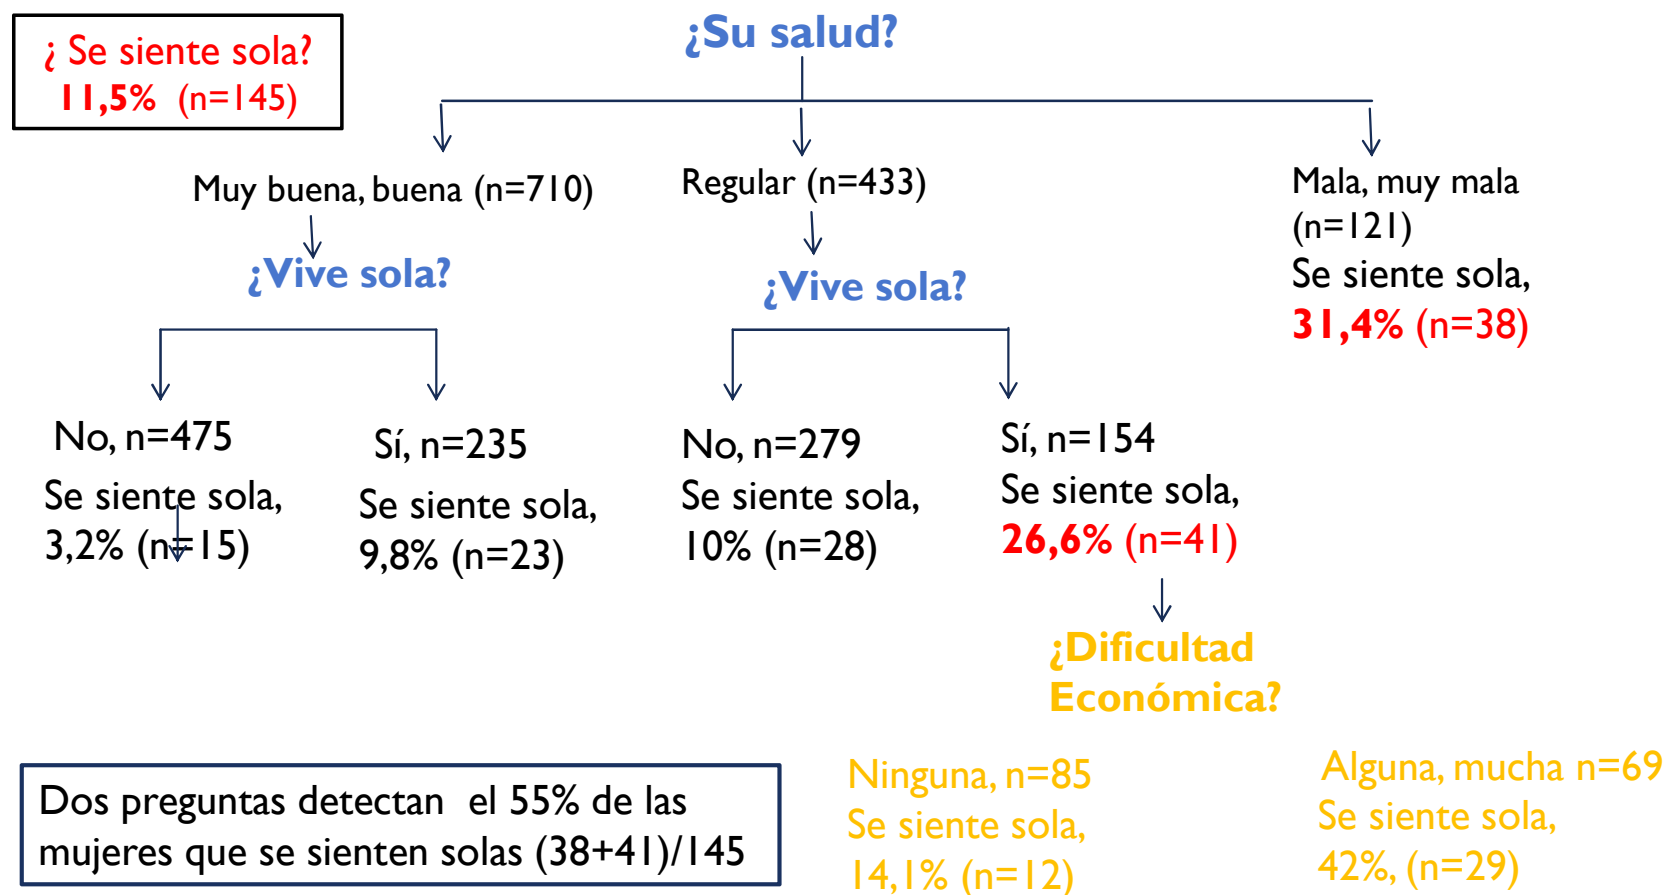 ¿ Se siente sola?
11,5% (n=145)
¿Su salud?
Muy buena, buena (n=710)
Regular (n=433)
Mala, muy mala
(n=121)
Se siente sola,
31,4% (n=38)
¿Vive sola?
¿Vive sola?
No, n=475
Se siente sola,
3,2% (n=15)
Sí, n=235
Se siente sola,
9,8% (n=23)
No, n=279
Se siente sola,
10% (n=28)
Sí, n=154
Se siente sola,
26,6% (n=41)
¿Dificultad
Económica?
Ninguna, n=85
Se siente sola,
14,1% (n=12)
Alguna, mucha n=69
Se siente sola,
42%, (n=29)
Dos preguntas detectan el 55% de las
mujeres que se sienten solas (38+41)/145